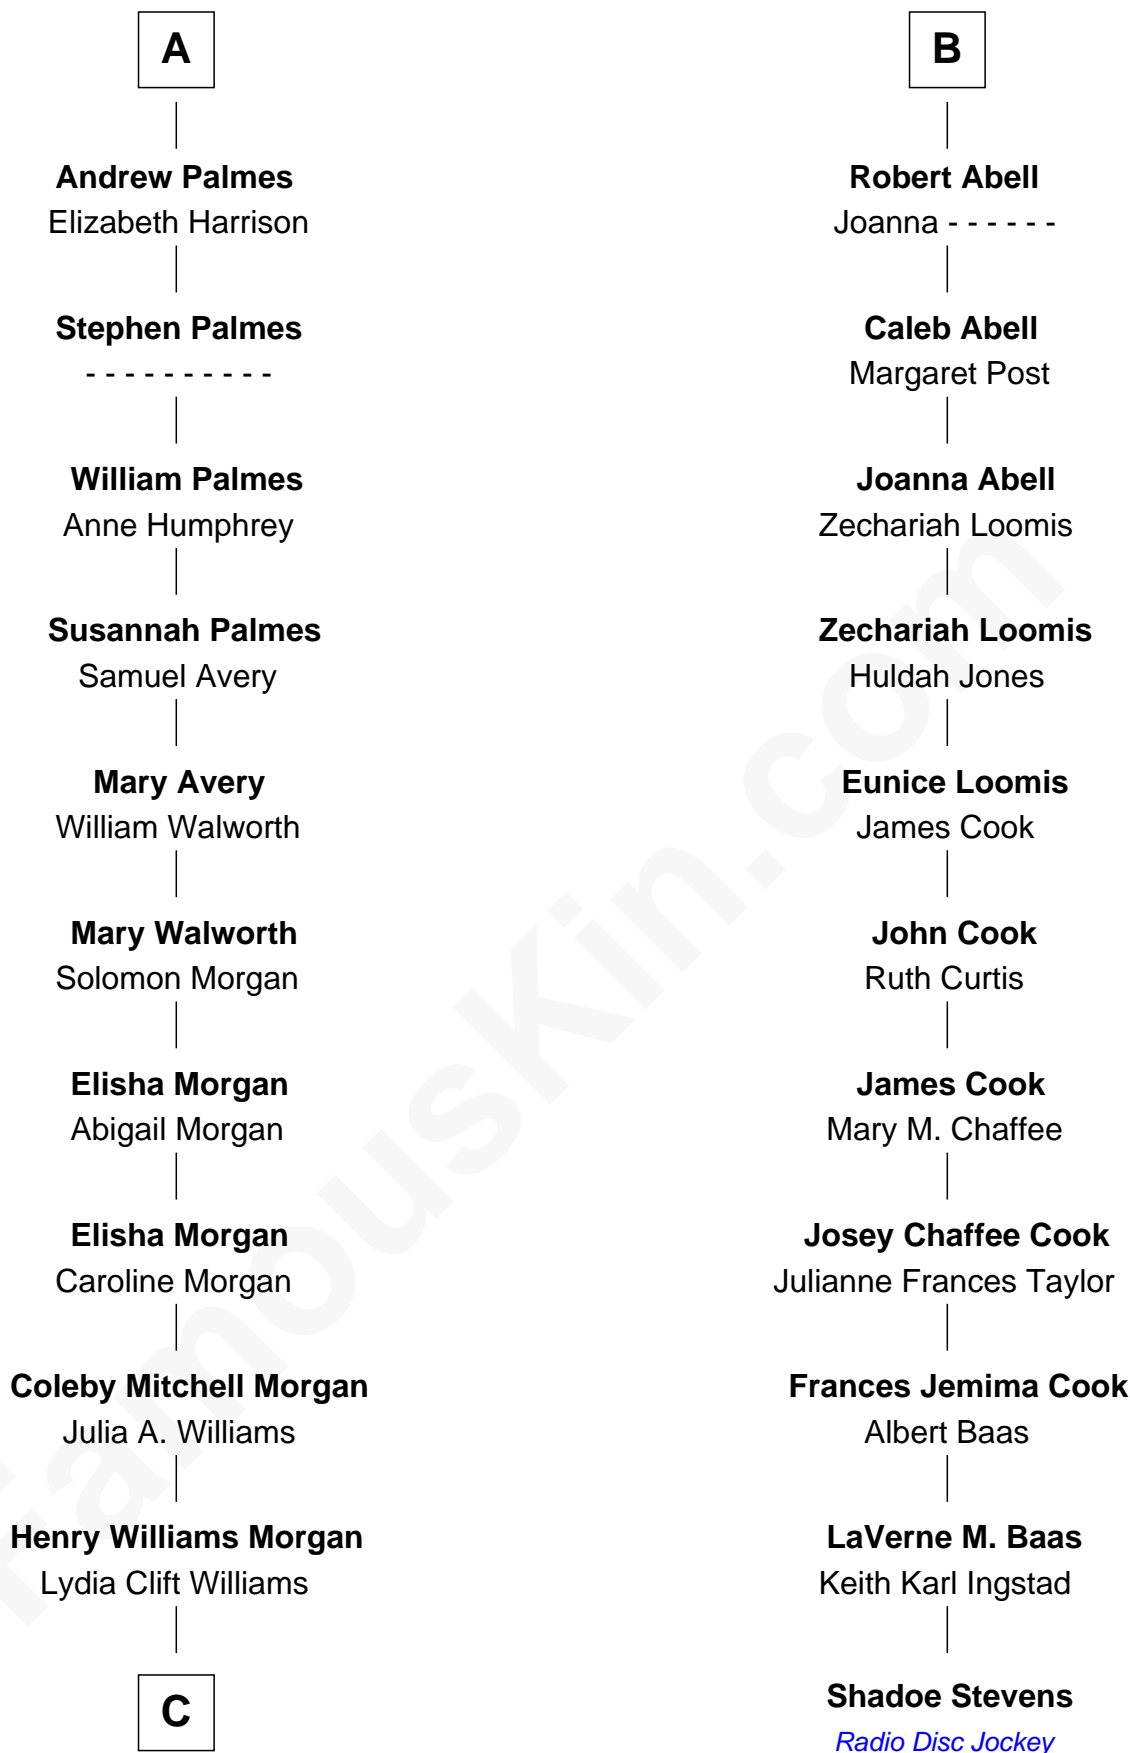 A
Andrew Palmes
Elizabeth Harrison
Stephen Palmes
- - - - - - - - - -
William Palmes
Anne Humphrey
Susannah Palmes
Samuel Avery
Mary Avery
William Walworth
Mary Walworth
Solomon Morgan
Elisha Morgan
Abigail Morgan
Elisha Morgan
Caroline Morgan
Coleby Mitchell Morgan
Julia A. Williams
Henry Williams Morgan
Lydia Clift Williams
C
B
Robert Abell
Joanna - - - - - -
Caleb Abell
Margaret Post
Joanna Abell
Zechariah Loomis
Zechariah Loomis
Huldah Jones
Eunice Loomis
James Cook
John Cook
Ruth Curtis
James Cook
Mary M. Chaffee
Josey Chaffee Cook
Julianne Frances Taylor
Frances Jemima Cook
Albert Baas
LaVerne M. Baas
Keith Karl Ingstad
Shadoe Stevens
Radio Disc Jockey
FamousKin.com